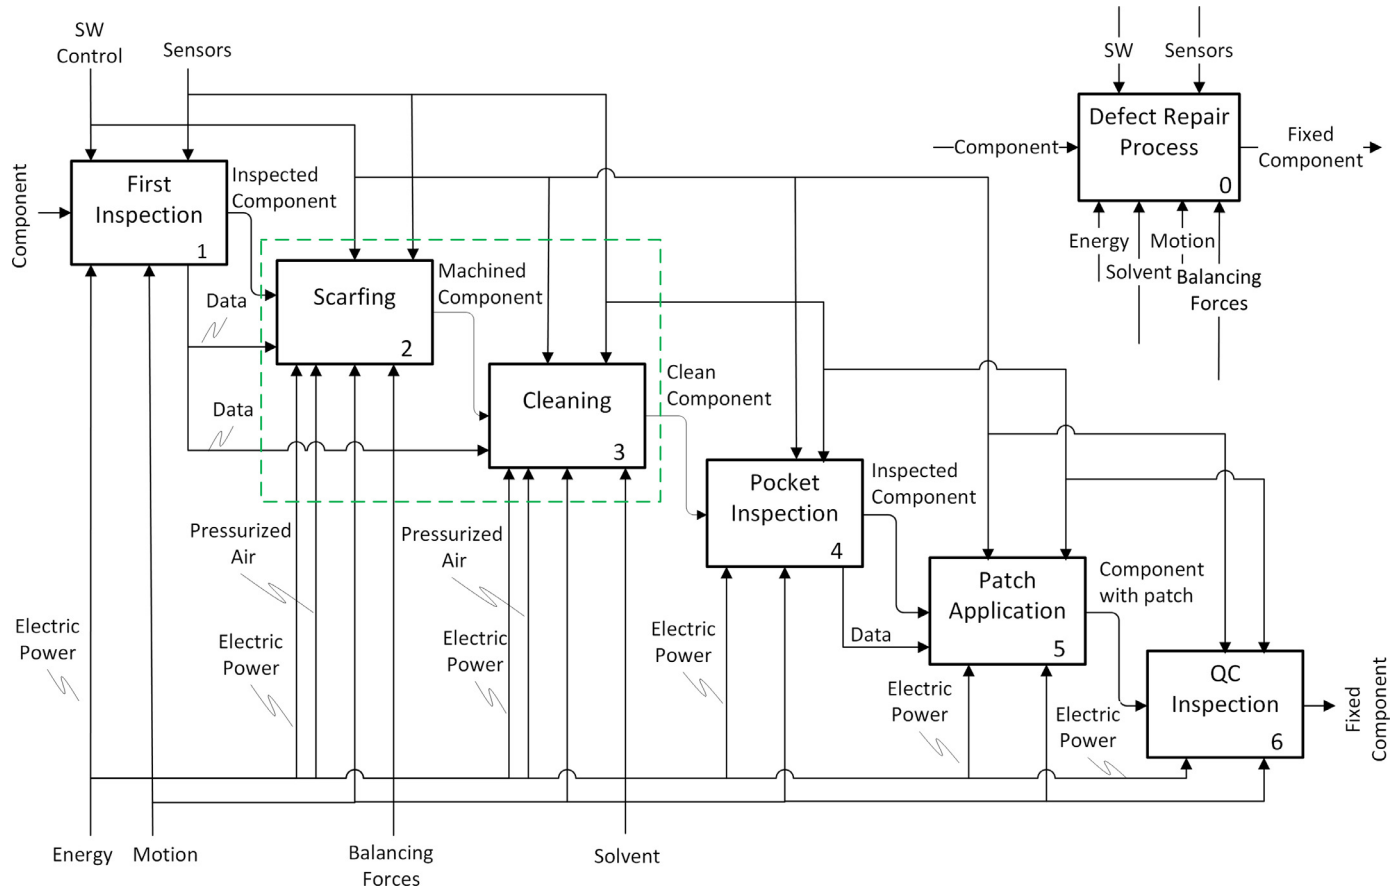 SW
Control
Sensors
SW
Sensors
Defect Repair
Process
0
Component
Fixed
Component
Energy
Motion
Solvent
Balancing
Forces
Component
First
Inspection
1
Inspected
Component
Data
Scarfing
2
Machined
Component
Data
Cleaning
3
Clean
Component
Pocket
Inspection
4
Inspected
Component
Data
Patch
Application
5
Component
with patch
QC
Inspection
6
Fixed
Component
Pressurized
Air
Pressurized
Air
Electric
Power
Electric
Power
Electric
Power
Electric
Power
Electric
Power
Electric
Power
Energy
Motion
Balancing
Forces
Solvent